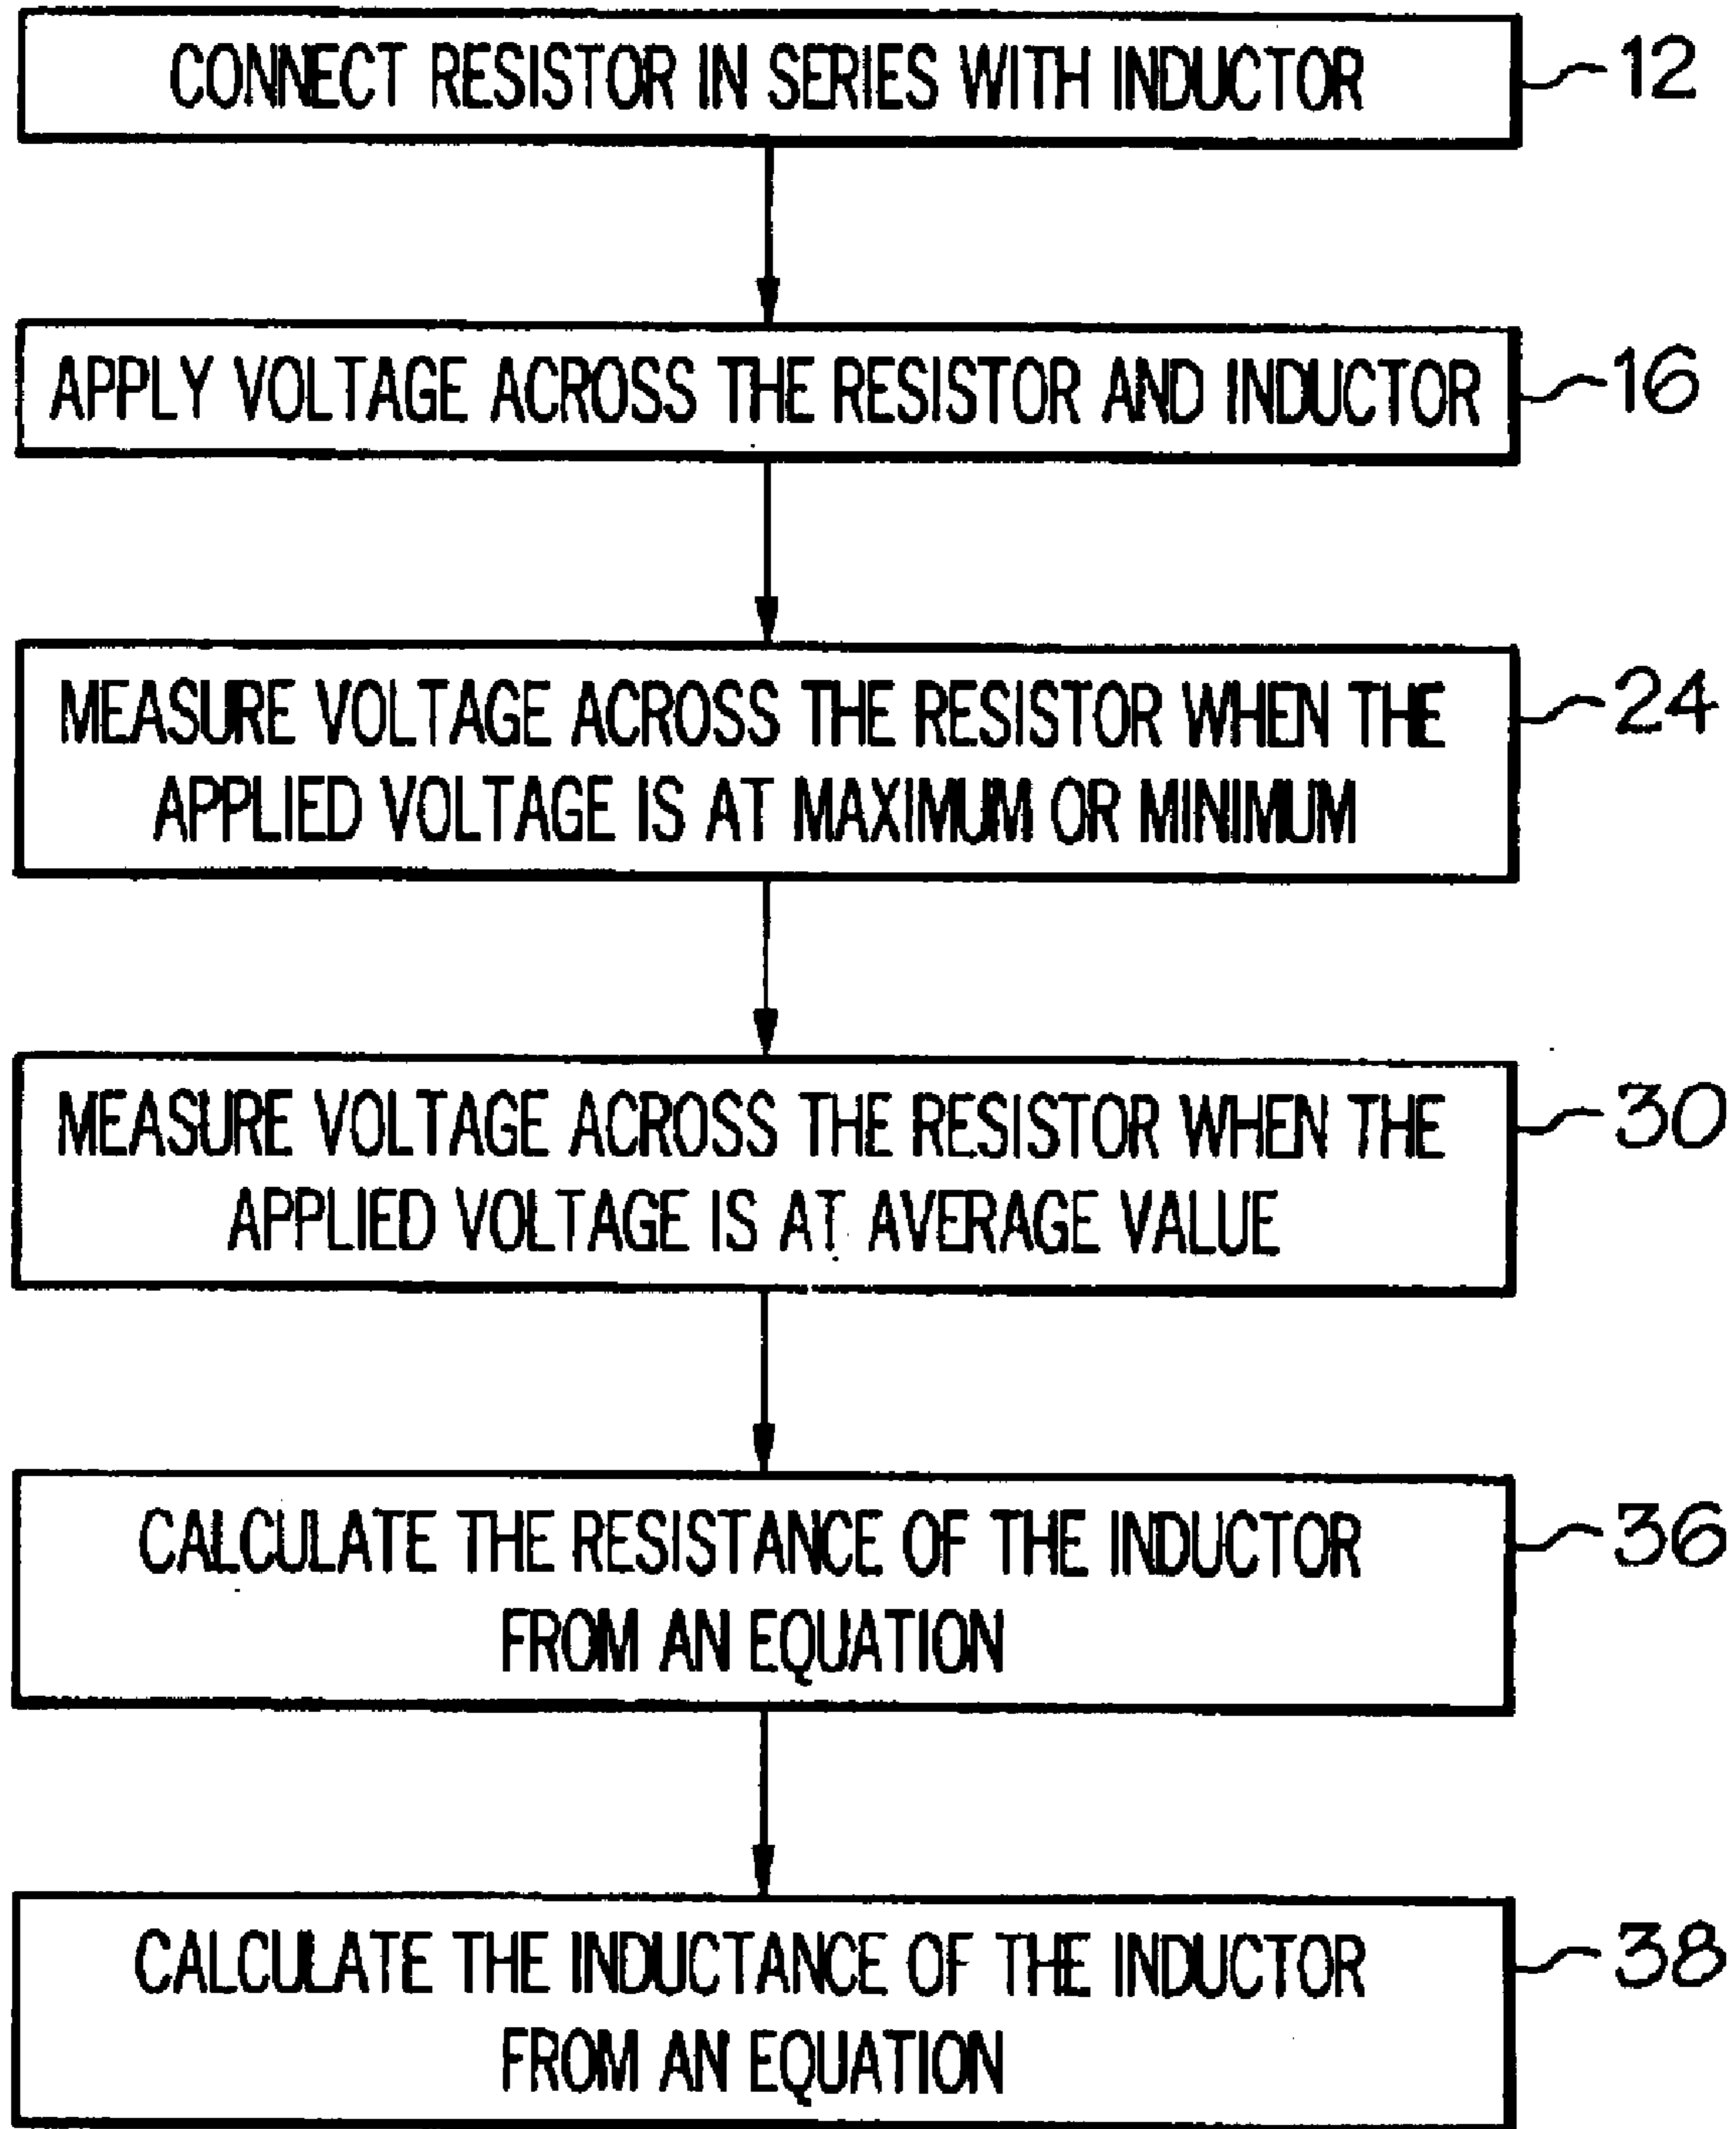 CONNECT RESISTOR IN SERIES WITH INDUCTOR
12
APPLY VOLTAGE ACROSS THE RESISTOR AND INDUCTOR
16
MEASURE VOLTAGE ACROSS THE RESISTOR WHEN THE
APPLIED VOLTAGE IS AT MAXIMUM OR MINIMUM
24
MEASURE VOLTAGE ACROSS THE RESISTOR WHEN THE
APPLIED VOLTAGE IS AT AVERAGE VALUE
30
CALCULATE THE RESISTANCE OF THE INDUCTOR
FROM AN EQUATION
36
CALCULATE THE INDUCTANCE OF THE INDUCTOR
FROM AN EQUATION
38